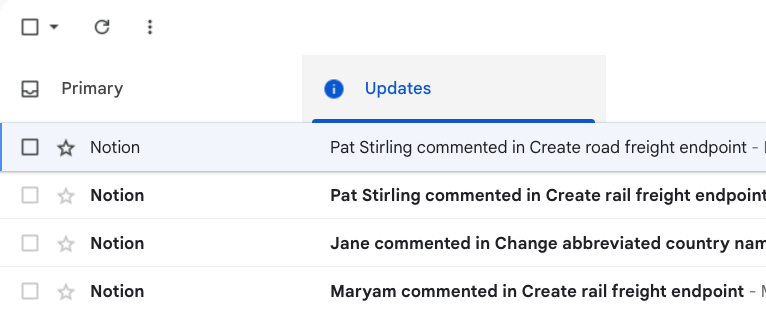 Primary
Updates
Notion Pat Stirling commented in Create road freight endpoint -
Notion Pat Stirling commented in Create rail freight endpoint
Notion Jane commented in Change abbreviated country
Notion Maryam commented in Create rail freight endpoint -